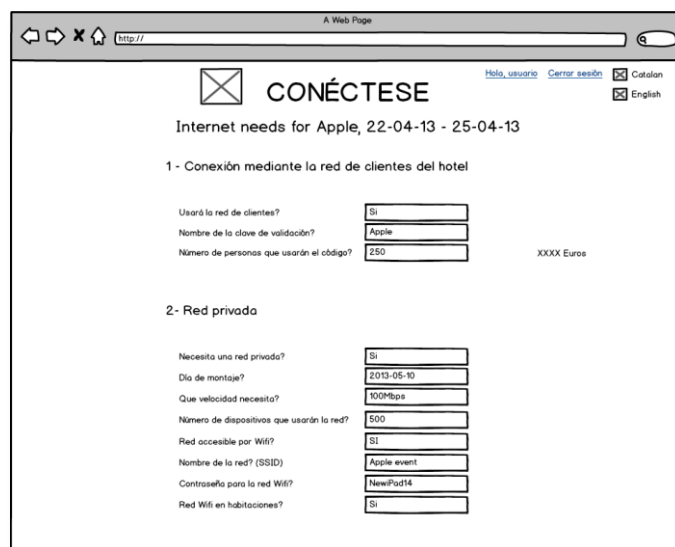 A Web Page
http://
Hola, usuario Cerrar sesión Catalan
English
CONÉCTESE
Internet needs for Apple, 22-04-13 - 25-04-13
1 - Conexión mediante la red de clientes del hotel
Usará la red de clientes? Si
Nombre de la clave de validación? Apple
Número de personas que usarán el código? 250 XXXX Euros
2- Red privada
Necesita una red privada? Si
Día de montaje? 2013-05-10
Que velocidad necesita? 100Mbps
Número de dispositivos que usarán la red? 500
Red accesible por Wifi? SI
Nombre de la red? (SSID) Apple event
Contraseña para la red Wifi? NewiPad14
Red Wifi en habitaciones? Si